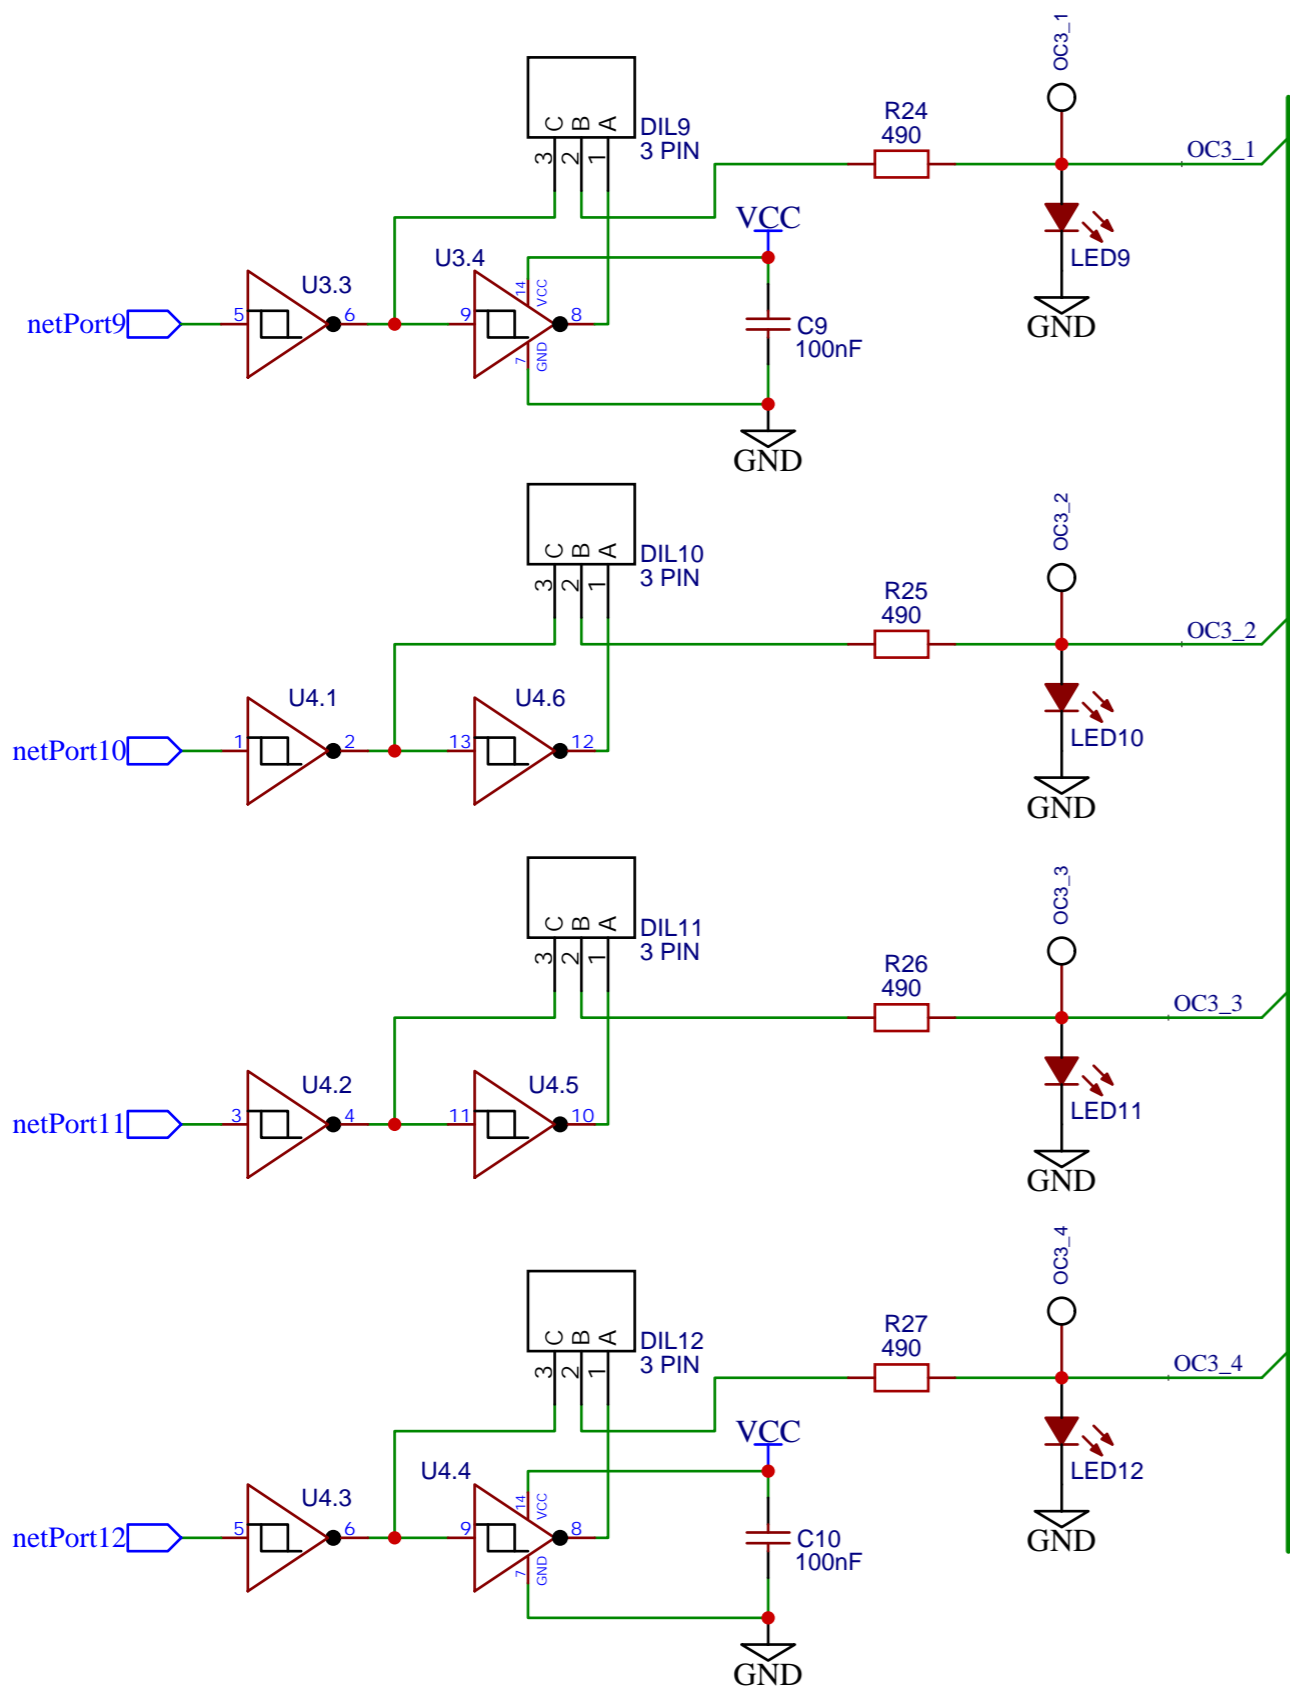 OC3_1
C B A
3 2 1
DIL9
3 PIN
R24
490
OC3_1
VCC
LED9
GND
U3.3
U3.4
14
VCC
netPort9
5
6
9
8
C9
100nF
7
GND
GND
OC3_2
C B A
3 2 1
DIL10
3 PIN
R25
490
OC3_2
LED10
GND
U4.1
U4.6
netPort10
1
2
13
12
OC3_3
C B A
3 2 1
DIL11
3 PIN
R26
490
OC3_3
LED11
GND
U4.2
U4.5
netPort11
3
4
11
10
OC3_4
C B A
3 2 1
DIL12
3 PIN
R27
490
OC3_4
VCC
LED12
GND
U4.3
U4.4
14
VCC
netPort12
5
6
9
8
C10
100nF
7
GND
GND